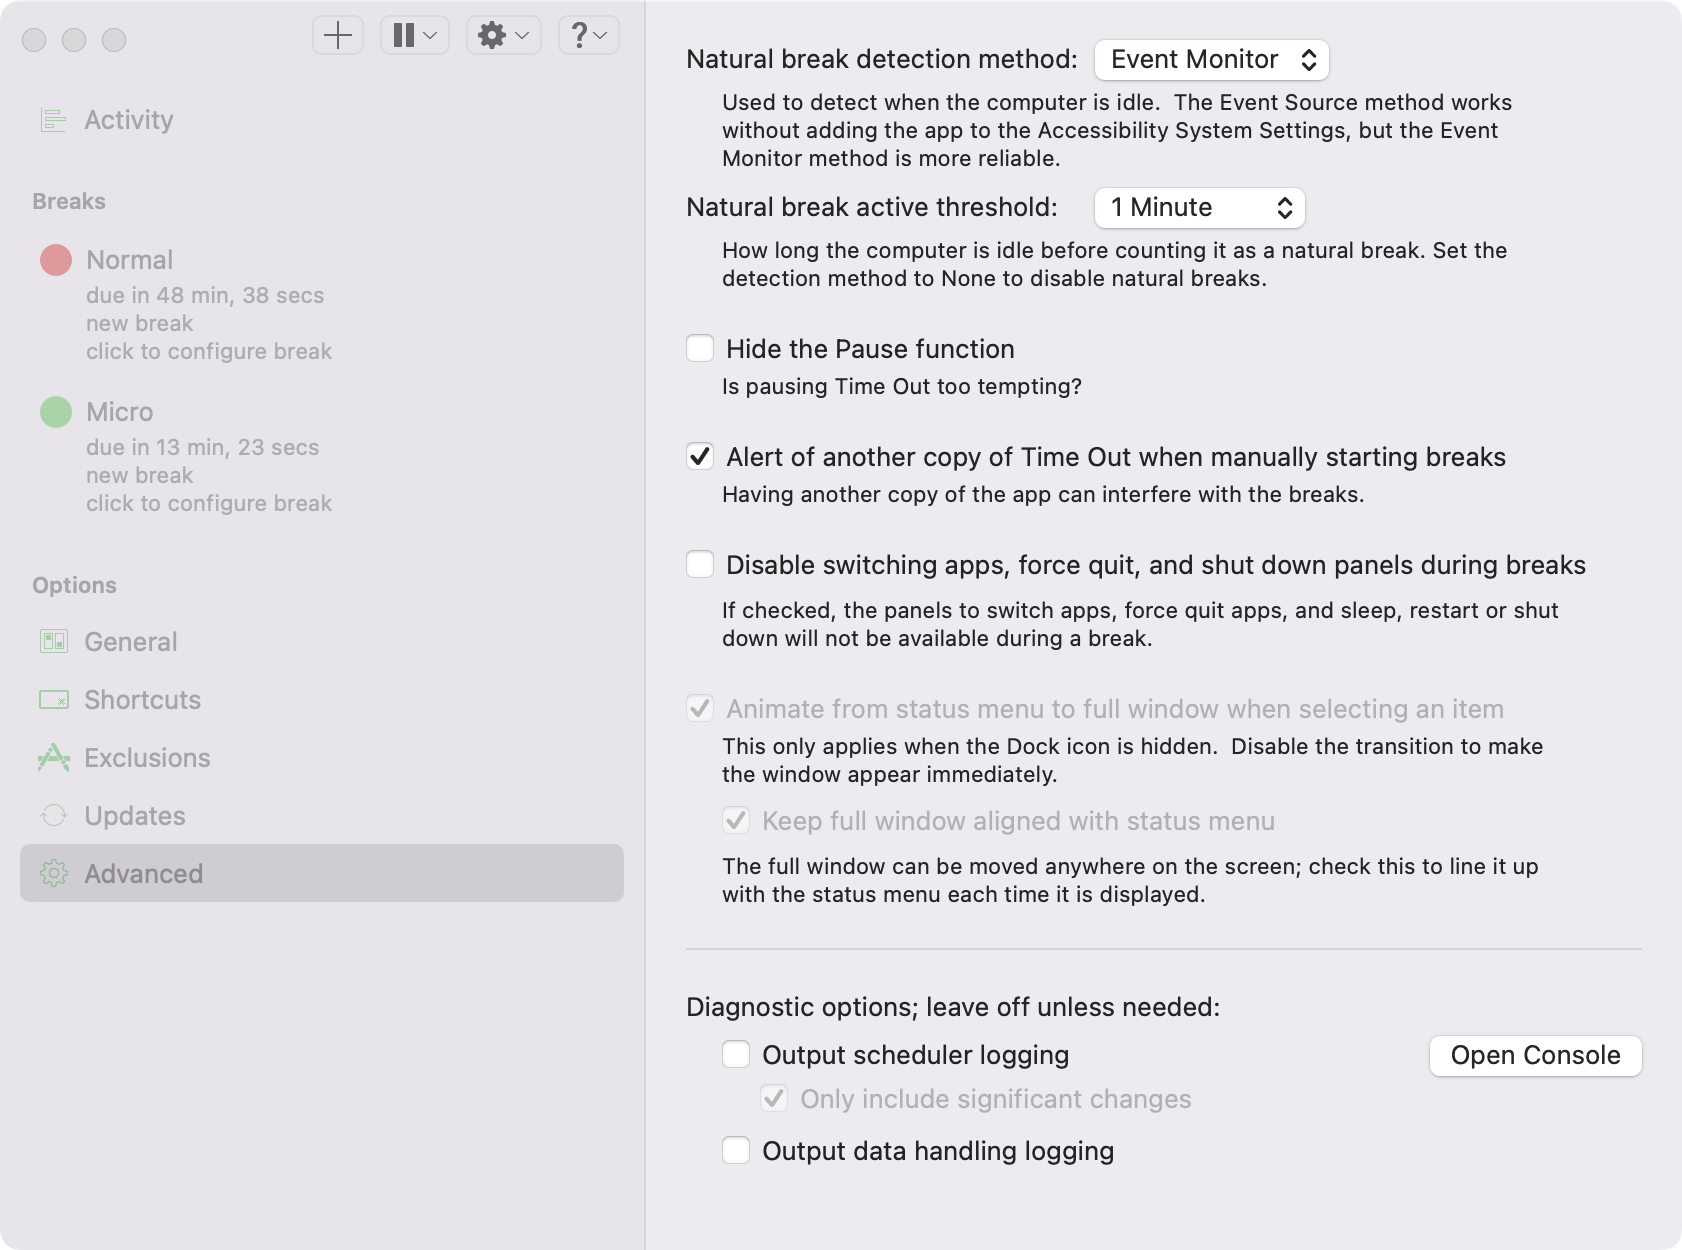 ?
Activity
Breaks
Normal
due in 48 min, 38 secs
new break
click to configure break
Micro
due in 13 min, 23 secs
new break
click to configure break
Options
General
Shortcuts
Exclusions
Updates
Advanced
Natural break detection method: Event Monitor
Used to detect when the computer is idle.  The Event Source method works
without adding the app to the Accessibility System Settings, but the Event
Monitor method is more reliable.
Natural break active threshold: 1 Minute
How long the computer is idle before counting it as a natural break. Set the
detection method to None to disable natural breaks.
Hide the Pause function
Is pausing Time Out too tempting?
Alert of another copy of Time Out when manually starting breaks
Having another copy of the app can interfere with the breaks.
Disable switching apps, force quit, and shut down panels during breaks
If checked, the panels to switch apps, force quit apps, and sleep, restart or shut
down will not be available during a break.
Animate from status menu to full window when selecting an item
This only applies when the Dock icon is hidden.  Disable the transition to make
the window appear immediately.
Keep full window aligned with status menu
The full window can be moved anywhere on the screen; check this to line it up
with the status menu each time it is displayed.
Diagnostic options; leave off unless needed:
Output scheduler logging
Open Console
Only include significant changes
Output data handling logging